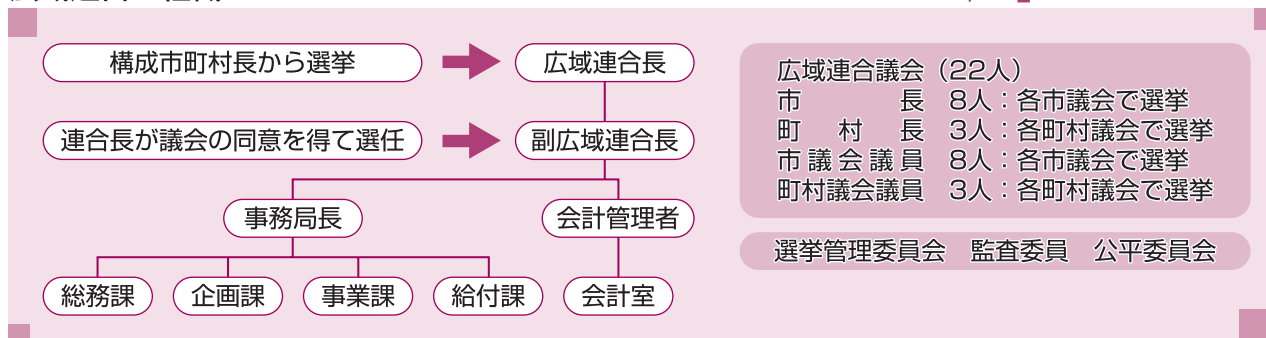 構成市町村長から選挙
広域連合長
連合長が議会の同意を得て選任
副広域連合長
事務局長
会計管理者
総務課
企画課
事業課
給付課
会計室
広域連合議会（22人）
市長　8人：各市議会で選挙
町村長　3人：各町村議会で選挙
市議会議員　8人：各市議会で選挙
町村議会議員　3人：各町村議会で選挙
選挙管理委員会　監査委員　公平委員会